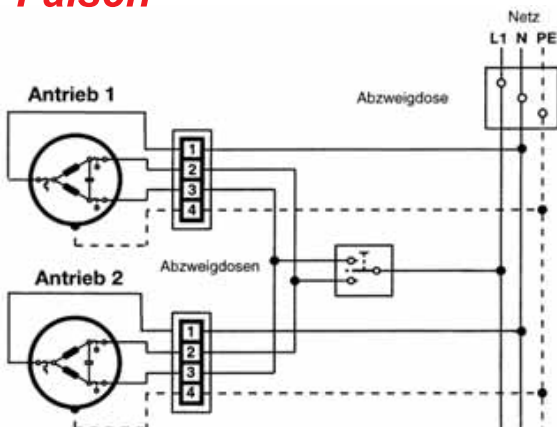 Falsch
Netz
L1 N PE
Antrieb 1
Abzweigdose
1
2
3
4
Abzweigdosen
Antrieb 2
1
2
3
4